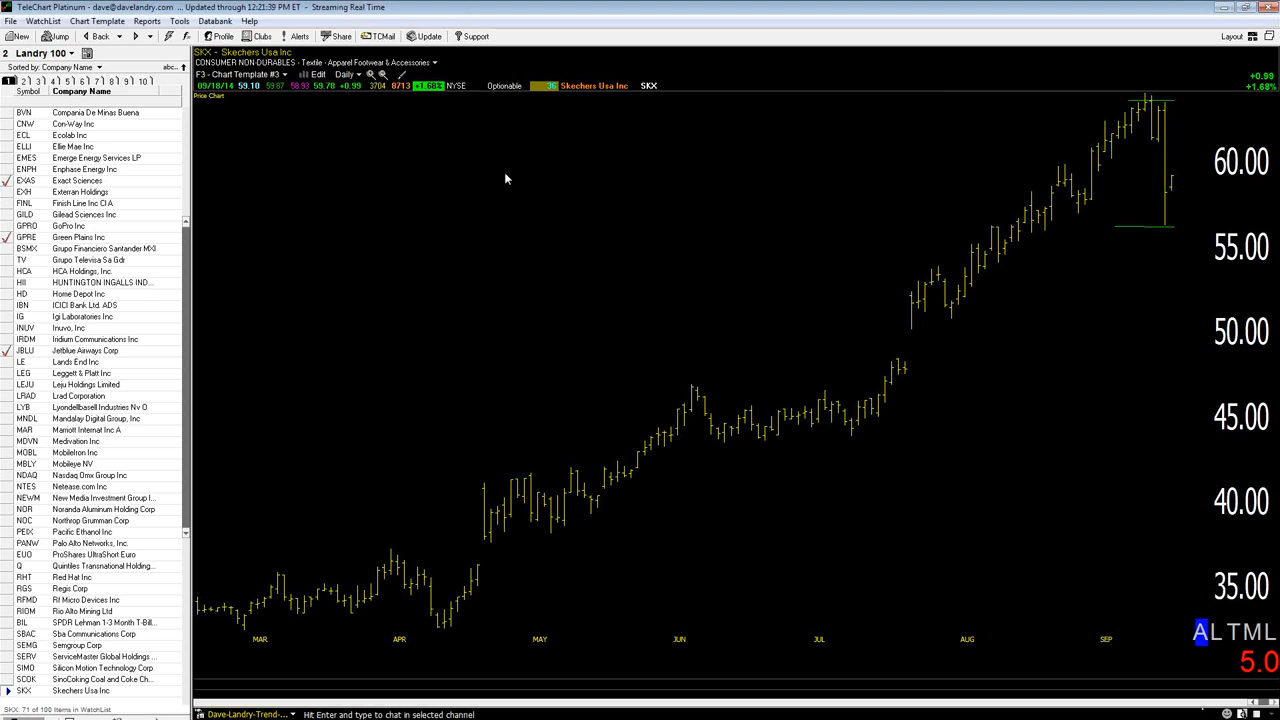 TeleChart Platinum - dave@davelandry.com - Updated through 12:21:39 PM ET - Streaming Real Time
File WatchList Chart Template Reports Tools Databank Help
New Jump Back Profile Clubs Alerts Share TCMail Update Support Layout
2 Landry 100
Sorted by: Company Name abc..
1 2 3 4 5 6 7 8 9 10
Symbol Company Name
BVN Compania De Minas Buena
CNW Con-Way Inc
ECL Ecolab Inc
ELLI Ellie Mae Inc
EMES Emerge Energy Services LP
ENPH Enphase Energy Inc
EXAS Exact Sciences
EXH Exterran Holdings
FINL Finish Line Inc Cl A
GILD Gilead Sciences Inc
GPRO GoPro Inc
GPRE Green Plains Inc
BSMX Grupo Financiero Santander MXI
TV Grupo Televisa Sa Gdr
HCA HCA Holdings, Inc.
HII HUNTINGTON INGALLS IND...
HD Home Depot Inc
IBN ICICI Bank Ltd. ADS
IG Igi Laboratories Inc
INUV Inuvo, Inc
IRDM Iridium Communications Inc
JBLU Jetblue Airways Corp
LE Lands End Inc
LEG Leggett & Platt Inc
LEJU Leju Holdings Limited
LRAD Lrad Corporation
LYB Lyondellbasell Industries Nv O
MNDL Mandalay Digital Group, Inc
MAR Marriott Internat Inc A
MDVN Medivation Inc
MOBL MobileIron Inc
MBLY Mobileye NV
NDAQ Nasdaq Omx Group Inc
NTES Netease.com Inc
NEWM New Media Investment Group I...
NOR Noranda Aluminum Holding Corp
NOC Northrop Grumman Corp
PEIX Pacific Ethanol Inc
PANW Palo Alto Networks, Inc.
EUO ProShares UltraShort Euro
Q Quintiles Transnational Holding...
RHT Red Hat Inc
RGS Regis Corp
RFMD Rf Micro Devices Inc
RIOM Rio Alto Mining Ltd
BIL SPDR Lehman 1-3 Month T-Bill...
SBAC Sba Communications Corp
SEMG Semgroup Corp
SERV ServiceMaster Global Holdings ...
SIMO Silicon Motion Technology Corp
SCOK SinoCoking Coal and Coke Ch...
SKX Skechers Usa Inc
SKX: 71 of 100 Items in WatchList
SKX - Skechers Usa Inc
CONSUMER NON-DURABLES - Textile - Apparel Footwear & Accessories
F3 - Chart Template #3 Edit Daily
09/18/14 59.10 59.87 58.93 59.78 +0.99 3704 8713 +1.68% NYSE Optionable 36 Skechers Usa Inc SKX
+0.99
+1.68%
Price Chart
60.00
55.00
50.00
45.00
40.00
35.00
MAR APR MAY JUN JUL AUG SEP
ALTML
5.0
Dave-Landry-Trend-... Hit Enter and type to chat in selected channel